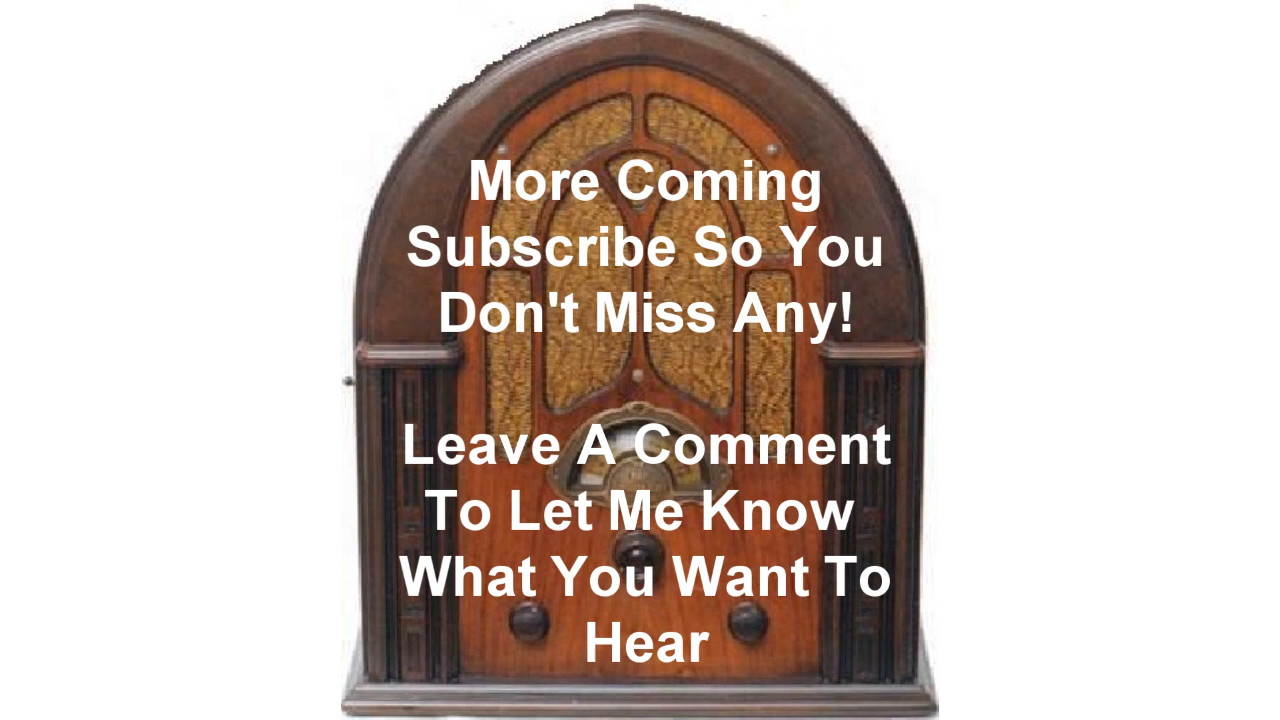 More Coming
Subscribe So You
Don't Miss Any!
Leave A Comment
To Let Me Know
What You Want To
Hear